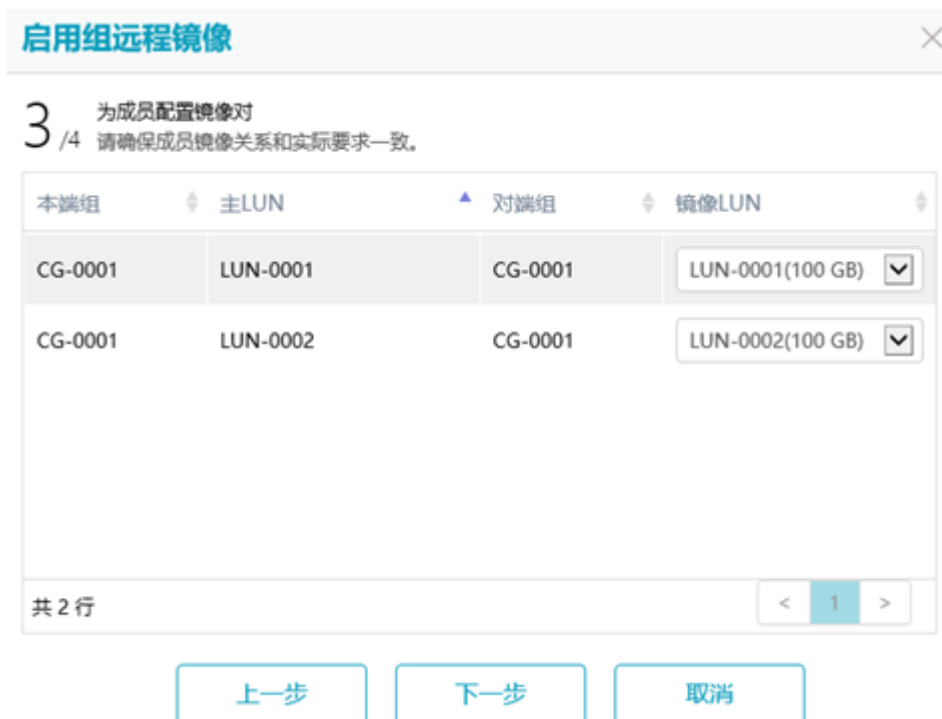 启用组远程镜像
3/4 为成员配置镜像对
请确保成员镜像关系和实际要求一致。
本端组 主LUN 对端组 镜像LUN
CG-0001 LUN-0001 CG-0001 LUN-0001(100 GB)
CG-0001 LUN-0002 CG-0001 LUN-0002(100 GB)
共 2 行 < 1 >
上一步 下一步 取消